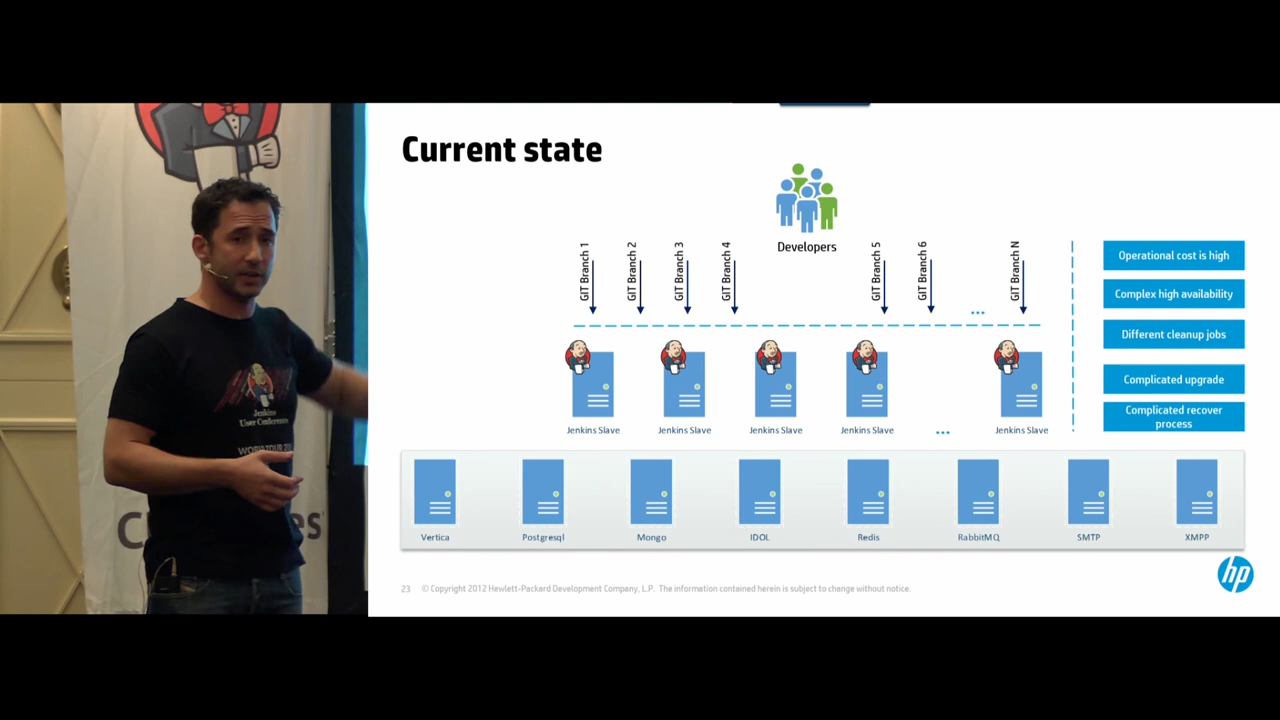 Current state
Developers
GIT Branch 1
GIT Branch 2
GIT Branch 3
GIT Branch 4
GIT Branch 5
GIT Branch 6
...
GIT Branch N
Jenkins Slave
Jenkins Slave
Jenkins Slave
Jenkins Slave
...
Jenkins Slave
Operational cost is high
Complex high availability
Different cleanup jobs
Complicated upgrade
Complicated recover
process
Vertica
Postgresql
Mongo
IDOL
Redis
RabbitMQ
SMTP
XMPP
23 © Copyright 2012 Hewlett-Packard Development Company, L.P. The information contained herein is subject to change without notice.
hp
Jenkins
User Conference
WORLD TOUR